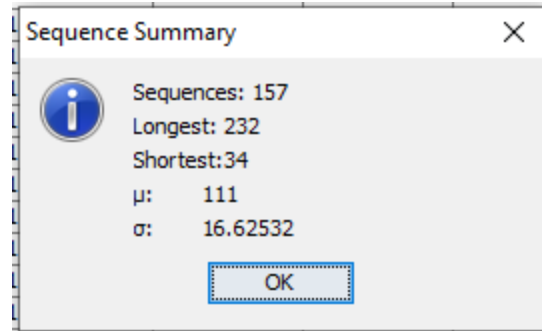 Sequence Summary
Sequences: 157
Longest: 232
Shortest:34
μ: 111
σ: 16.62532
OK